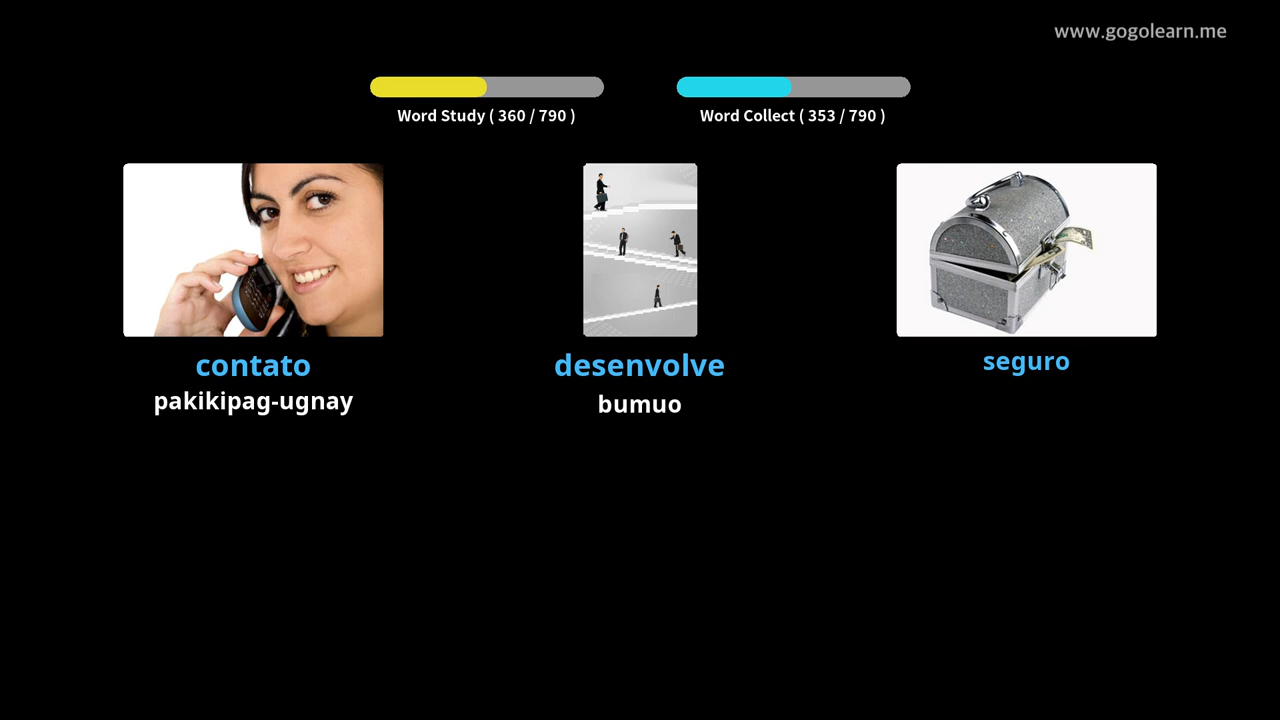 www.gogolearn.me
Word Study ( 360 / 790 )
Word Collect ( 353 / 790 )
contato
pakikipag-ugnay
desenvolve
bumuo
seguro